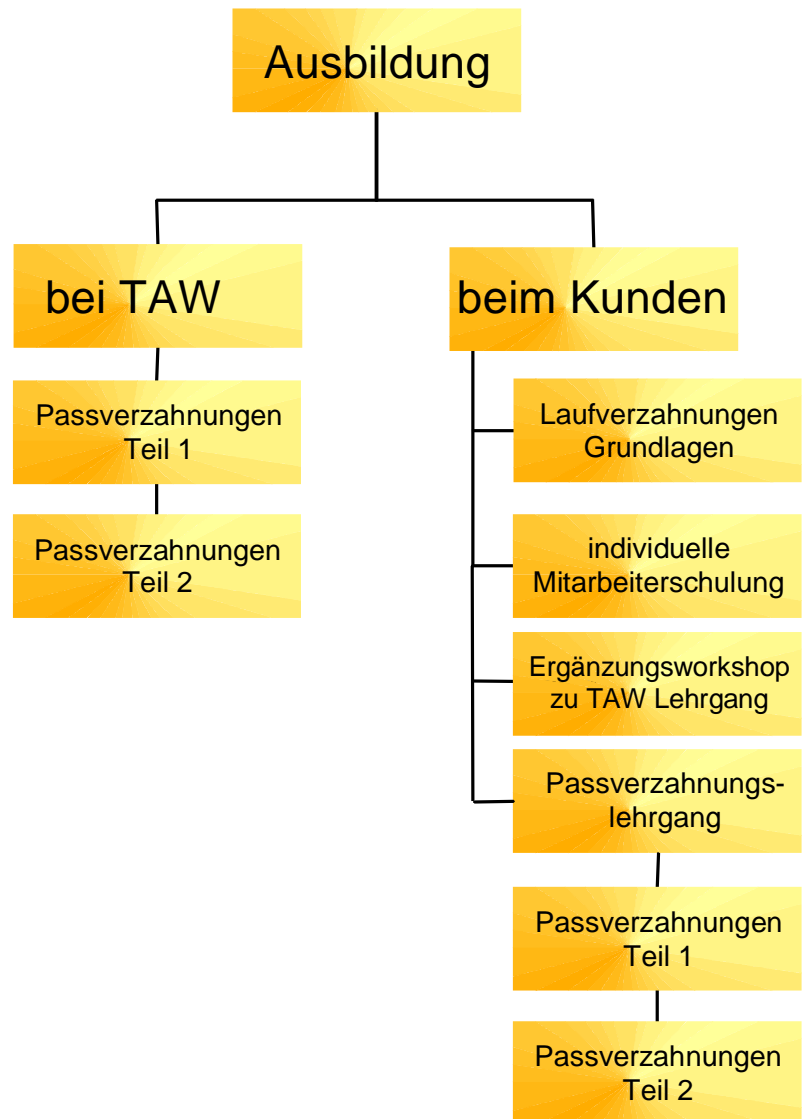 Ausbildung
bei TAW
Passverzahnungen
Teil 1
Passverzahnungen
Teil 2
beim Kunden
Laufverzahnungen
Grundlagen
individuelle
Mitarbeiterschulung
Ergänzungsworkshop
zu TAW Lehrgang
Passverzahnungs-
lehrgang
Passverzahnungen
Teil 1
Passverzahnungen
Teil 2